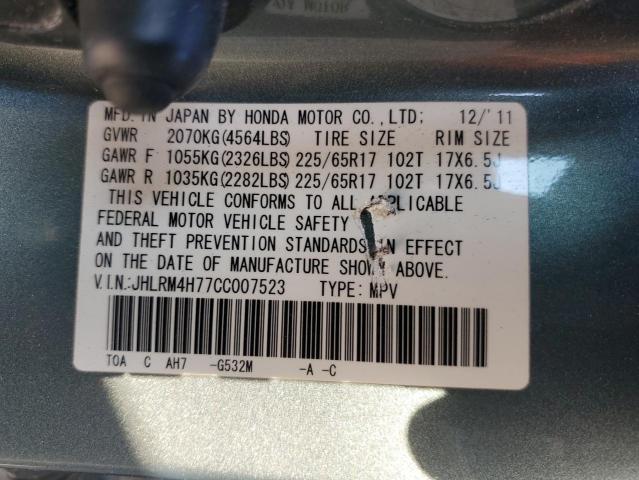 MFD. IN JAPAN BY HONDA MOTOR CO.,LTD; 12/'11
GVWR 2070KG(4564LBS) TIRE SIZE RIM SIZE
GAWR F 1055KG(2326LBS) 225/65R17 102T 17X6.5J
GAWR R 1035KG(2282LBS) 225/65R17 102T 17X6.5J
THIS VEHICLE CONFORMS TO ALL APPLICABLE
FEDERAL MOTOR VEHICLE SAFETY
AND THEFT PREVENTION STANDARDS IN EFFECT
ON THE DATE OF MANUFACTURE SHOWN ABOVE.
V.I.N.:JHLRM4H77CC007523 TYPE: MPV
TOA C AH7 -G532M -A -C